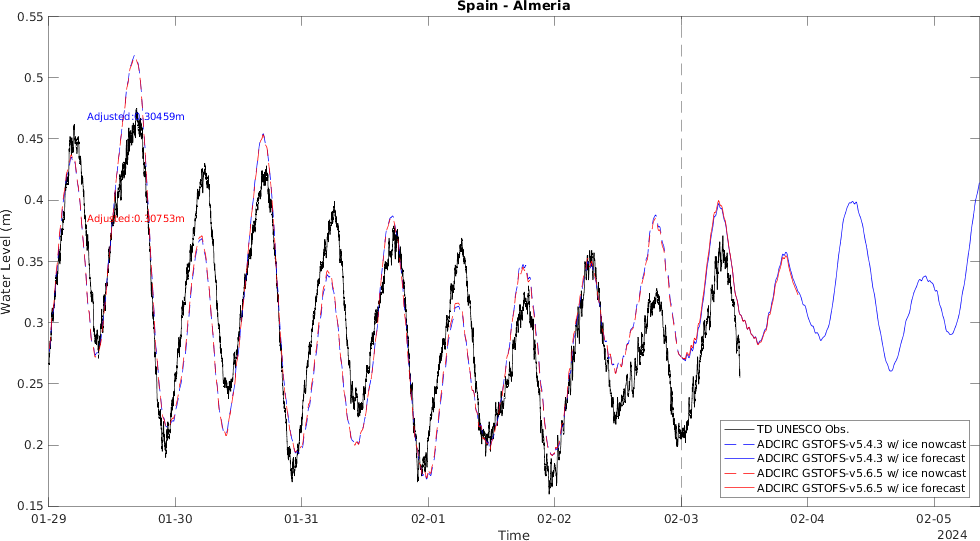 Spain - Almeria
0.55
0.5
0.45
0.4
0.35
0.3
0.25
0.2
0.15
Water Level (m)
Adjusted:0.30459m
Adjusted:0.30753m
01-29
01-30
01-31
02-01
02-02
02-03
02-04
02-05
Time
2024
TD UNESCO Obs.
ADCIRC GSTOFS-v5.4.3 w/ ice nowcast
ADCIRC GSTOFS-v5.4.3 w/ ice forecast
ADCIRC GSTOFS-v5.6.5 w/ ice nowcast
ADCIRC GSTOFS-v5.6.5 w/ ice forecast